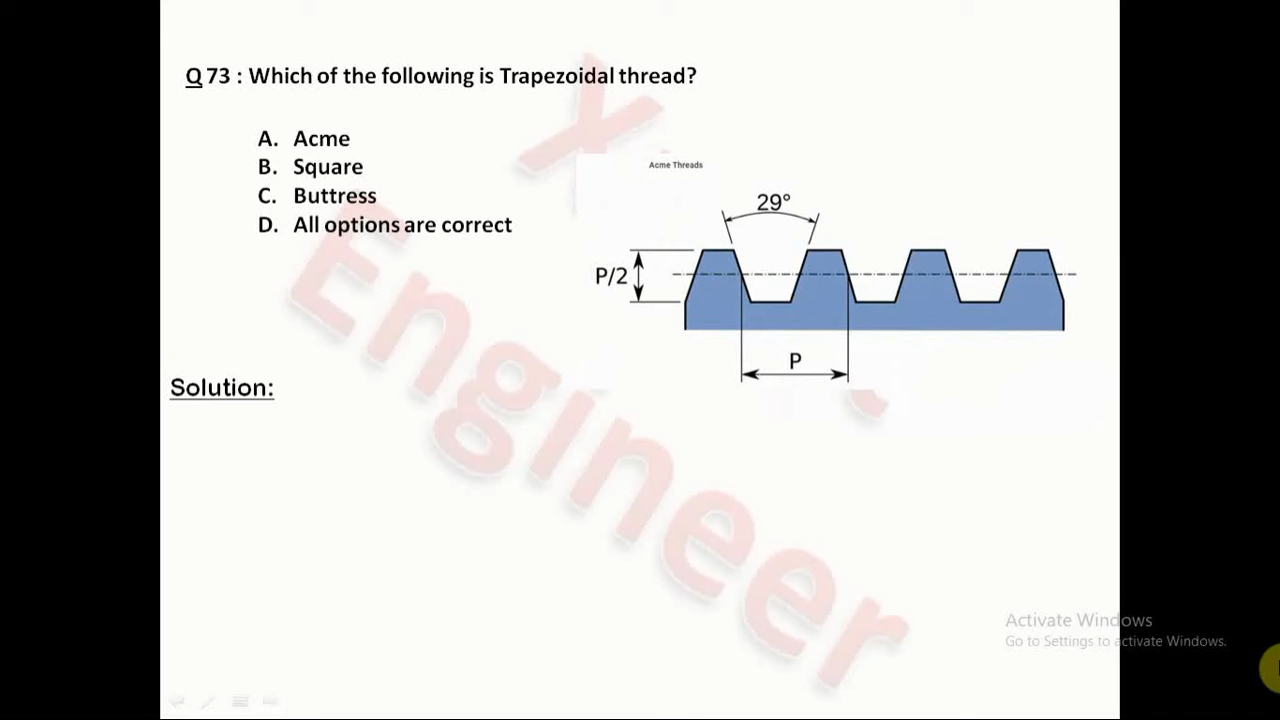 Q 73 : Which of the following is Trapezoidal thread?
A. Acme
B. Square
C. Buttress
D. All options are correct
Acme Threads
29°
P/2
P
Solution:
X
Engineer
Activate Windows
Go to Settings to activate Windows.